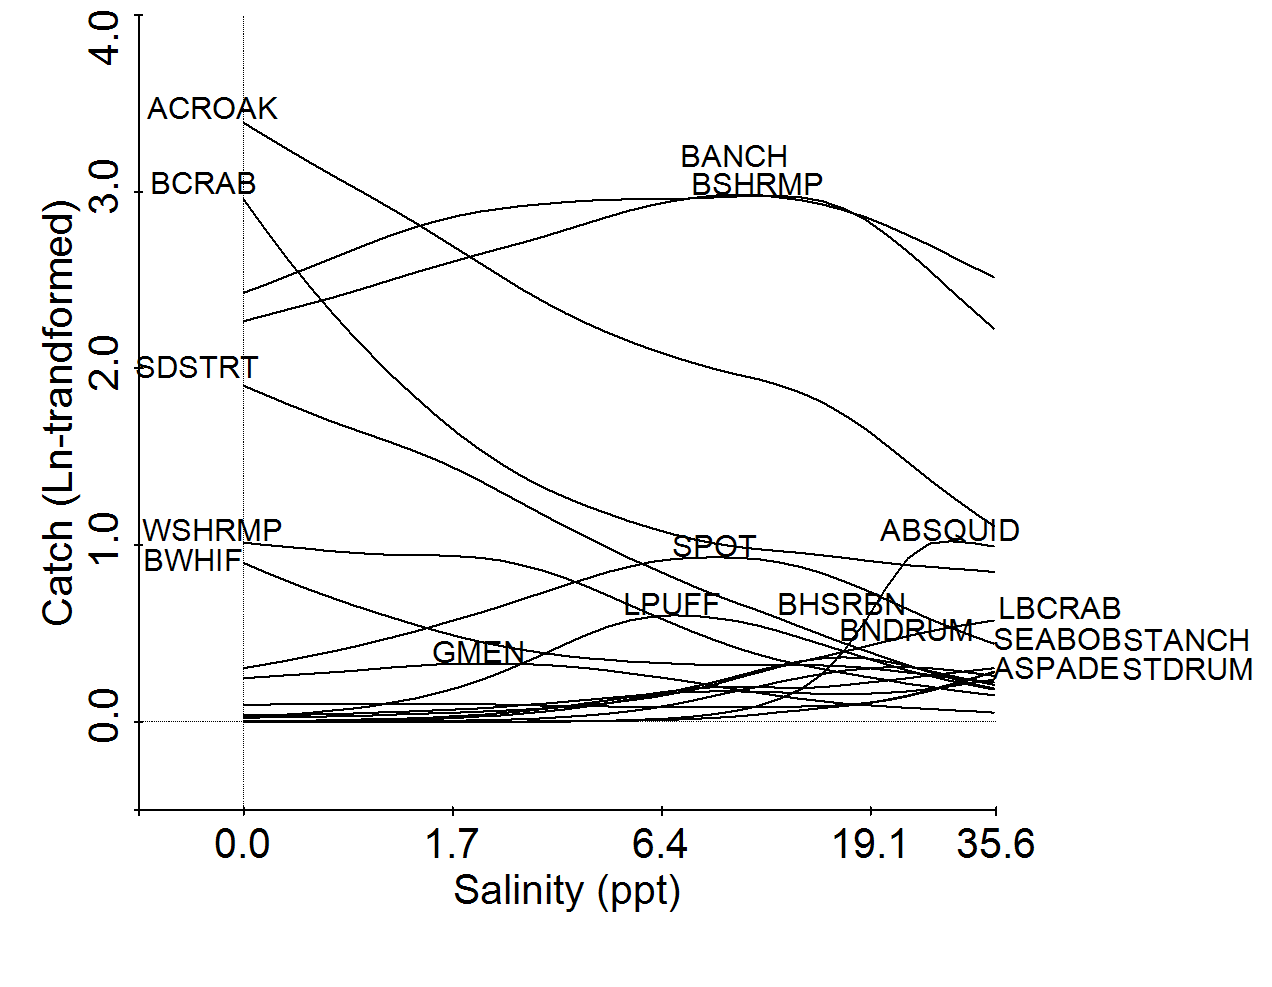 4.0
3.0
2.0
1.0
0.0
Catch (Ln-trandformed)
ACROAK
BCRAB
BANCH
BSHRMP
SDSTRT
WSHRMP
BWHIF
SPOT
ABSQUID
LPUFF
BHSRBN
BNDRUM
LBCRAB
GMEN
SEABOBSTANCH
ASPADESTDRUM
0.0 1.7 6.4 19.1 35.6
Salinity (ppt)